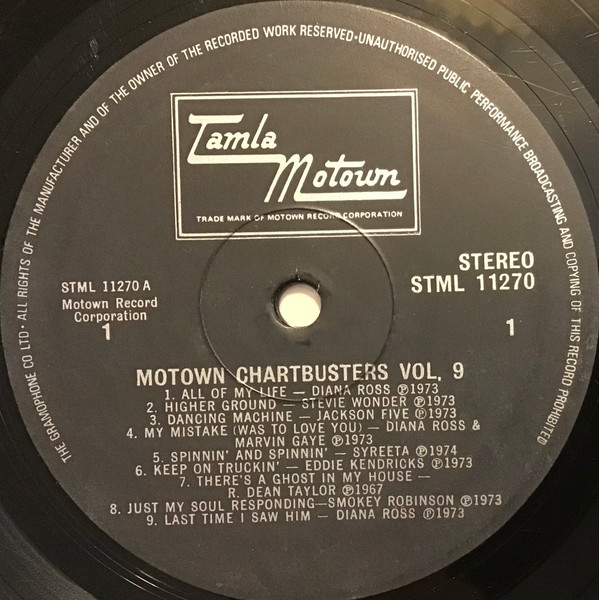 THE GRAMOPHONE CO LTD · ALL RIGHTS OF THE MANUFACTURER AND OF THE OWNER OF THE RECORDED WORK RESERVED · UNAUTHORISED PUBLIC PERFORMANCE BROADCASTING AND COPYING OF THIS RECORD PROHIBITED
Tamla
Motown
TRADE MARK OF MOTOWN RECORD CORPORATION
STEREO
STML 11270
STML 11270 A
Motown Record
Corporation
1
1
MOTOWN CHARTBUSTERS VOL, 9
1. ALL OF MY LIFE — DIANA ROSS ℗1973
2. HIGHER GROUND — STEVIE WONDER ℗1973
3. DANCING MACHINE — JACKSON FIVE ℗1973
4. MY MISTAKE (WAS TO LOVE YOU) — DIANA ROSS &
MARVIN GAYE ℗1973
5. SPINNIN' AND SPINNIN' — SYREETA ℗1974
6. KEEP ON TRUCKIN' — EDDIE KENDRICKS ℗1973
7. THERE'S A GHOST IN MY HOUSE —
R. DEAN TAYLOR ℗1967
8. JUST MY SOUL RESPONDING—SMOKEY ROBINSON ℗1973
9. LAST TIME I SAW HIM — DIANA ROSS ℗1973